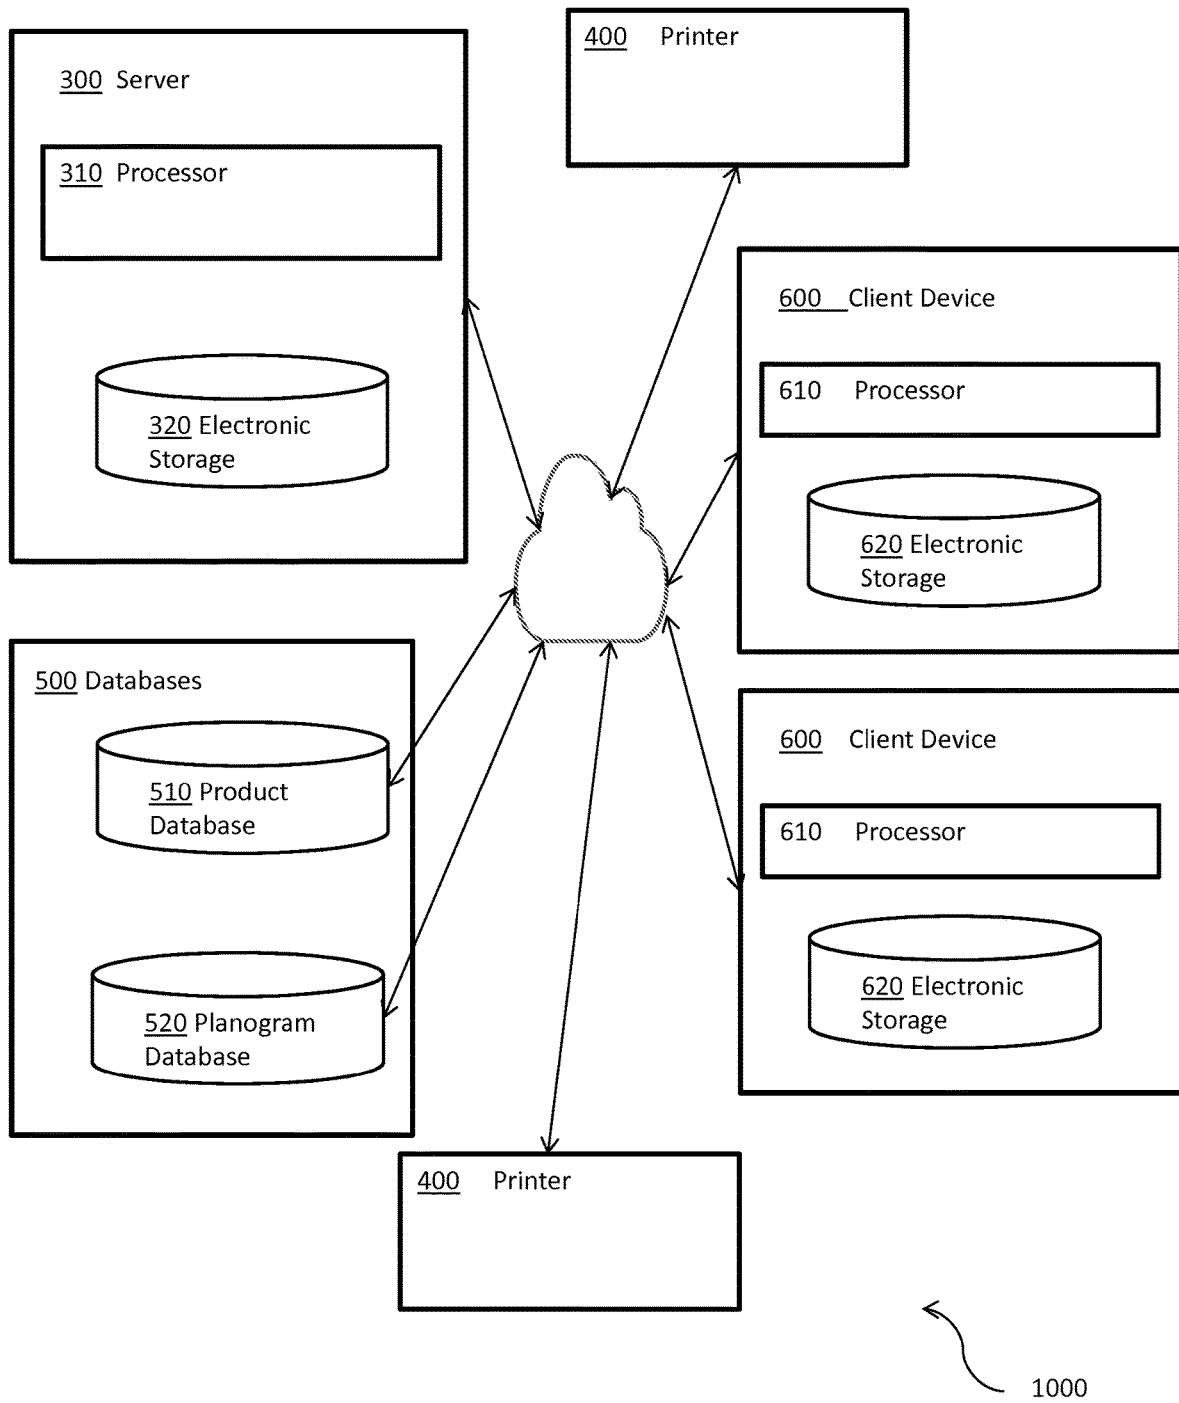 300 Server
310 Processor
320 Electronic
Storage
400 Printer
600 Client Device
610 Processor
620 Electronic
Storage
500 Databases
510 Product
Database
520 Planogram
Database
600 Client Device
610 Processor
620 Electronic
Storage
400 Printer
1000